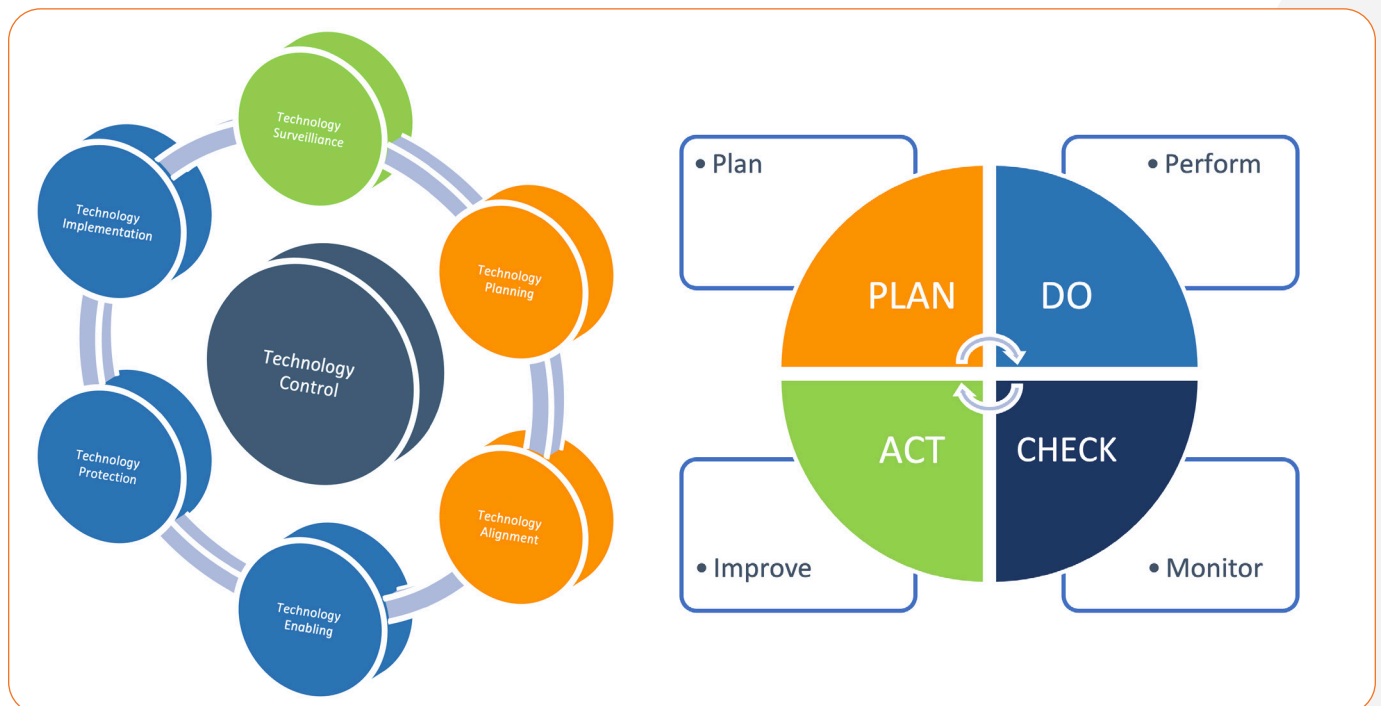 Technology
Surveilliance
Technology
Implementation
Technology
Planning
Technology
Control
Technology
Protection
Technology
Alignment
Technology
Enabling
• Plan
• Perform
PLAN
DO
ACT
CHECK
• Improve
• Monitor